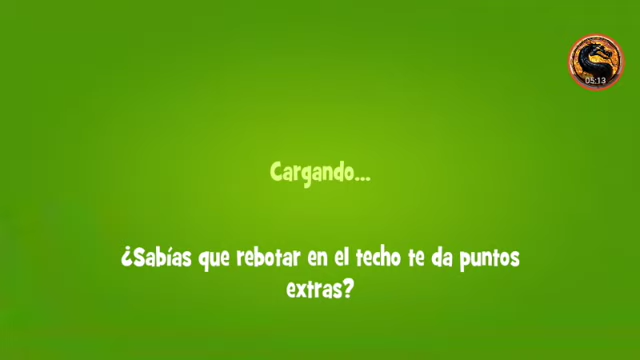 05:13
Cargando...
¿Sabías que rebotar en el techo te da puntos
extras?